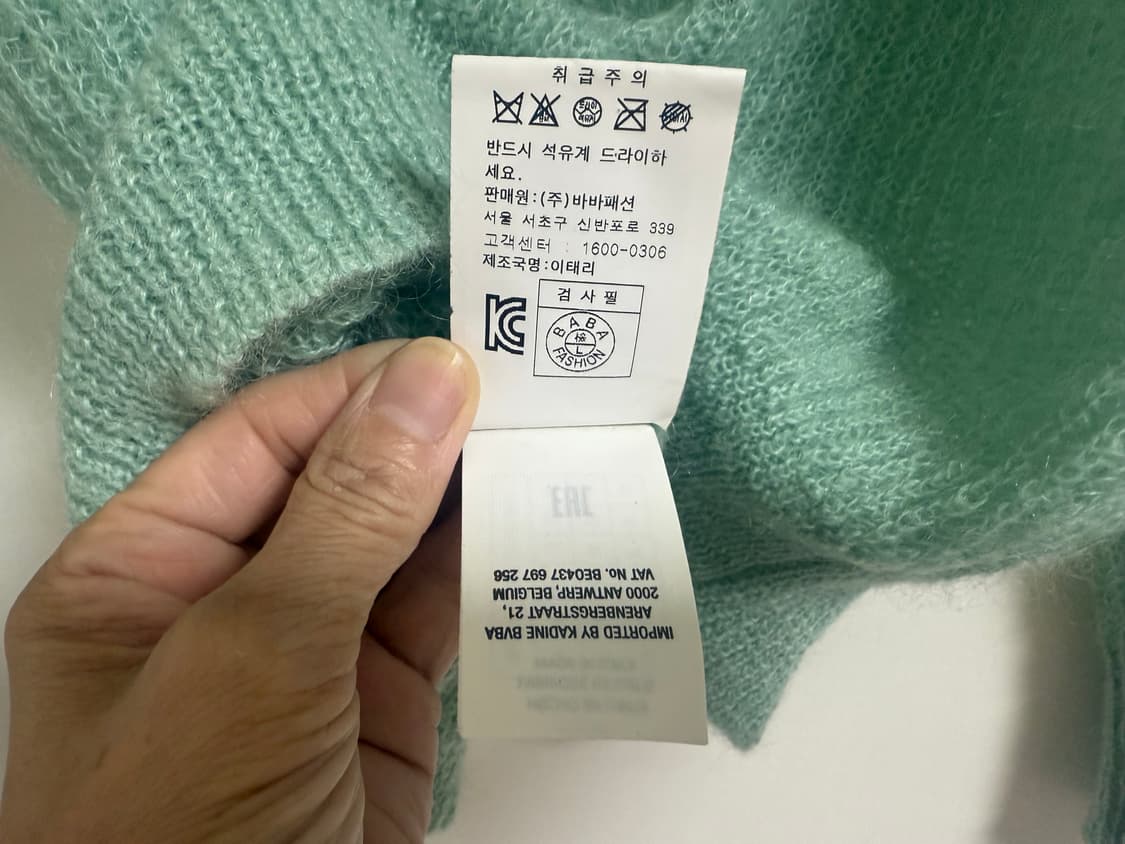 취급주의
반드시 석유계 드라이하
세요.
판매원:(주)바바패션
서울 서초구 신반포로 339
고객센터 : 1600-0306
제조국명:이태리
검사필
BABA
L
FASHION
IMPORTED BY KADINE BVBA
ARENBERGSTRAAT 21,
2000 ANTWERP, BELGIUM
VAT No. BE0437 697 256
EAC